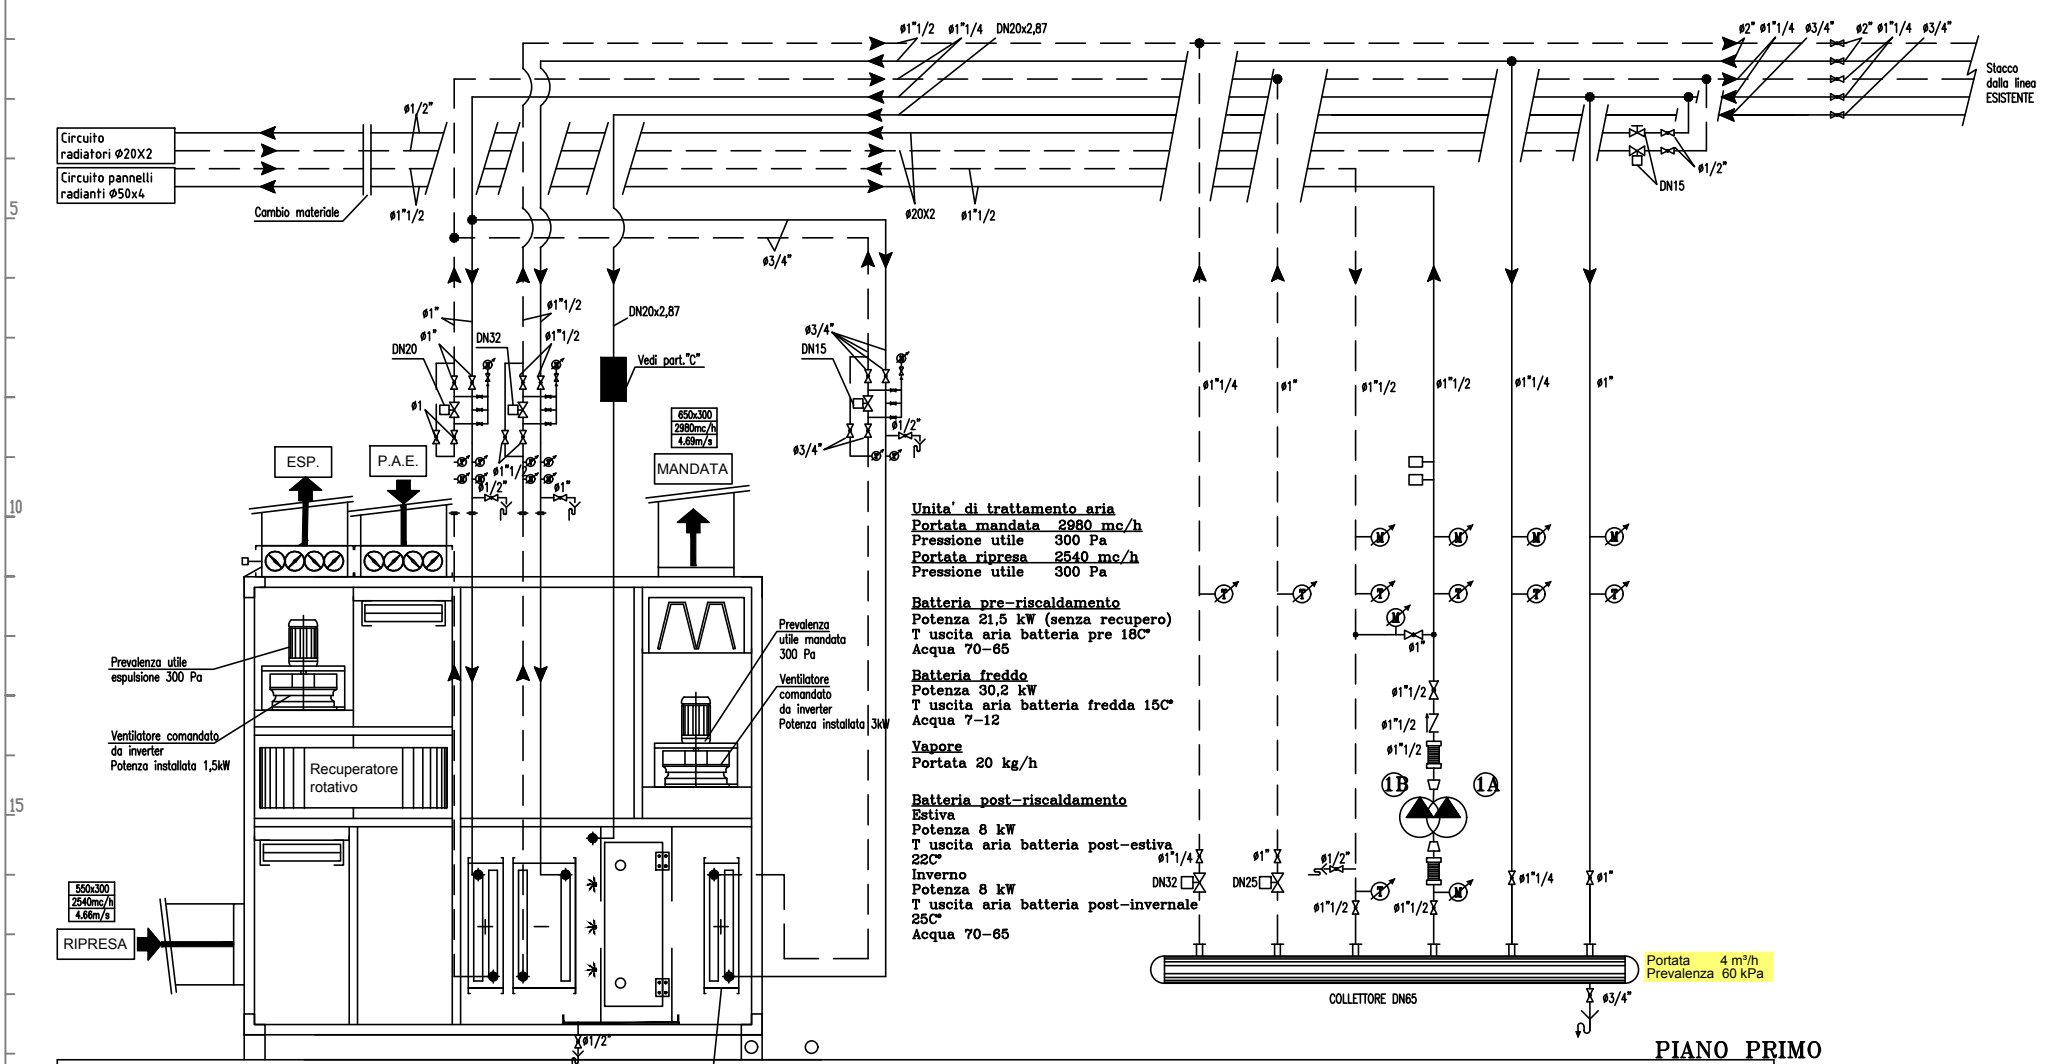 ø1"1/2
ø1"1/4
DN20x2,87
ø2"
ø1"1/4
ø3/4"
ø2"
ø1"1/4
ø3/4"
Stacco
dalla linea
ESISTENTE
ø1/2"
Circuito
radiatori ø20X2
Circuito pannelli
radianti ø50x4
Cambio materiale
ø1"1/2
ø20X2
ø1"1/2
ø1/2"
DN15
5
ø3/4"
ø1"
ø1"1/2
DN20x2,87
ø1"
DN32
ø1"1/2
DN20
ø3/4"
DN15
Vedi part."C"
ø1"1/4
ø1"
ø1"1/2
ø1"1/2
ø1"1/4
ø1"
ø1
650x300
2980mc/h
4.69m/s
ø1/2"
ø3/4"
ESP.
P.A.E.
MANDATA
ø1"1/2
ø1/2"
ø1"
10
Unita' di trattamento aria
Portata mandata 2980 mc/h
Pressione utile 300 Pa
Portata ripresa 2540 mc/h
Pressione utile 300 Pa
M
M
M
M
T
T
T
T
T
T
M
ø1"
Batteria pre-riscaldamento
Potenza 21,5 kW (senza recupero)
T uscita aria batteria pre 18C°
Acqua 70-65
Batteria freddo
Potenza 30,2 kW
T uscita aria batteria fredda 15C°
Acqua 7-12
Vapore
Portata 20 kg/h
Batteria post-riscaldamento
Estiva
Potenza 8 kW
T uscita aria batteria post-estiva
22C°
Inverno
Potenza 8 kW
T uscita aria batteria post-invernale
25C°
Acqua 70-65
Prevalenza
utile mandata
300 Pa
Ventilatore
comandato
da inverter
Potenza installata 3kW
Prevalenza utile
espulsione 300 Pa
Ventilatore comandato
da inverter
Potenza installata 1,5kW
Recuperatore
rotativo
15
ø1"1/2
ø1"1/2
ø1"1/2
1B
1A
ø1"1/4
ø1"
ø1/2"
DN32
DN25
T
M
ø1"1/2
ø1"1/2
ø1"1/4
ø1"
550x300
2540mc/h
4.66m/s
RIPRESA
Portata 4 m³/h
Prevalenza 60 kPa
COLLETTORE DN65
ø3/4"
ø1/2"
PIANO PRIMO